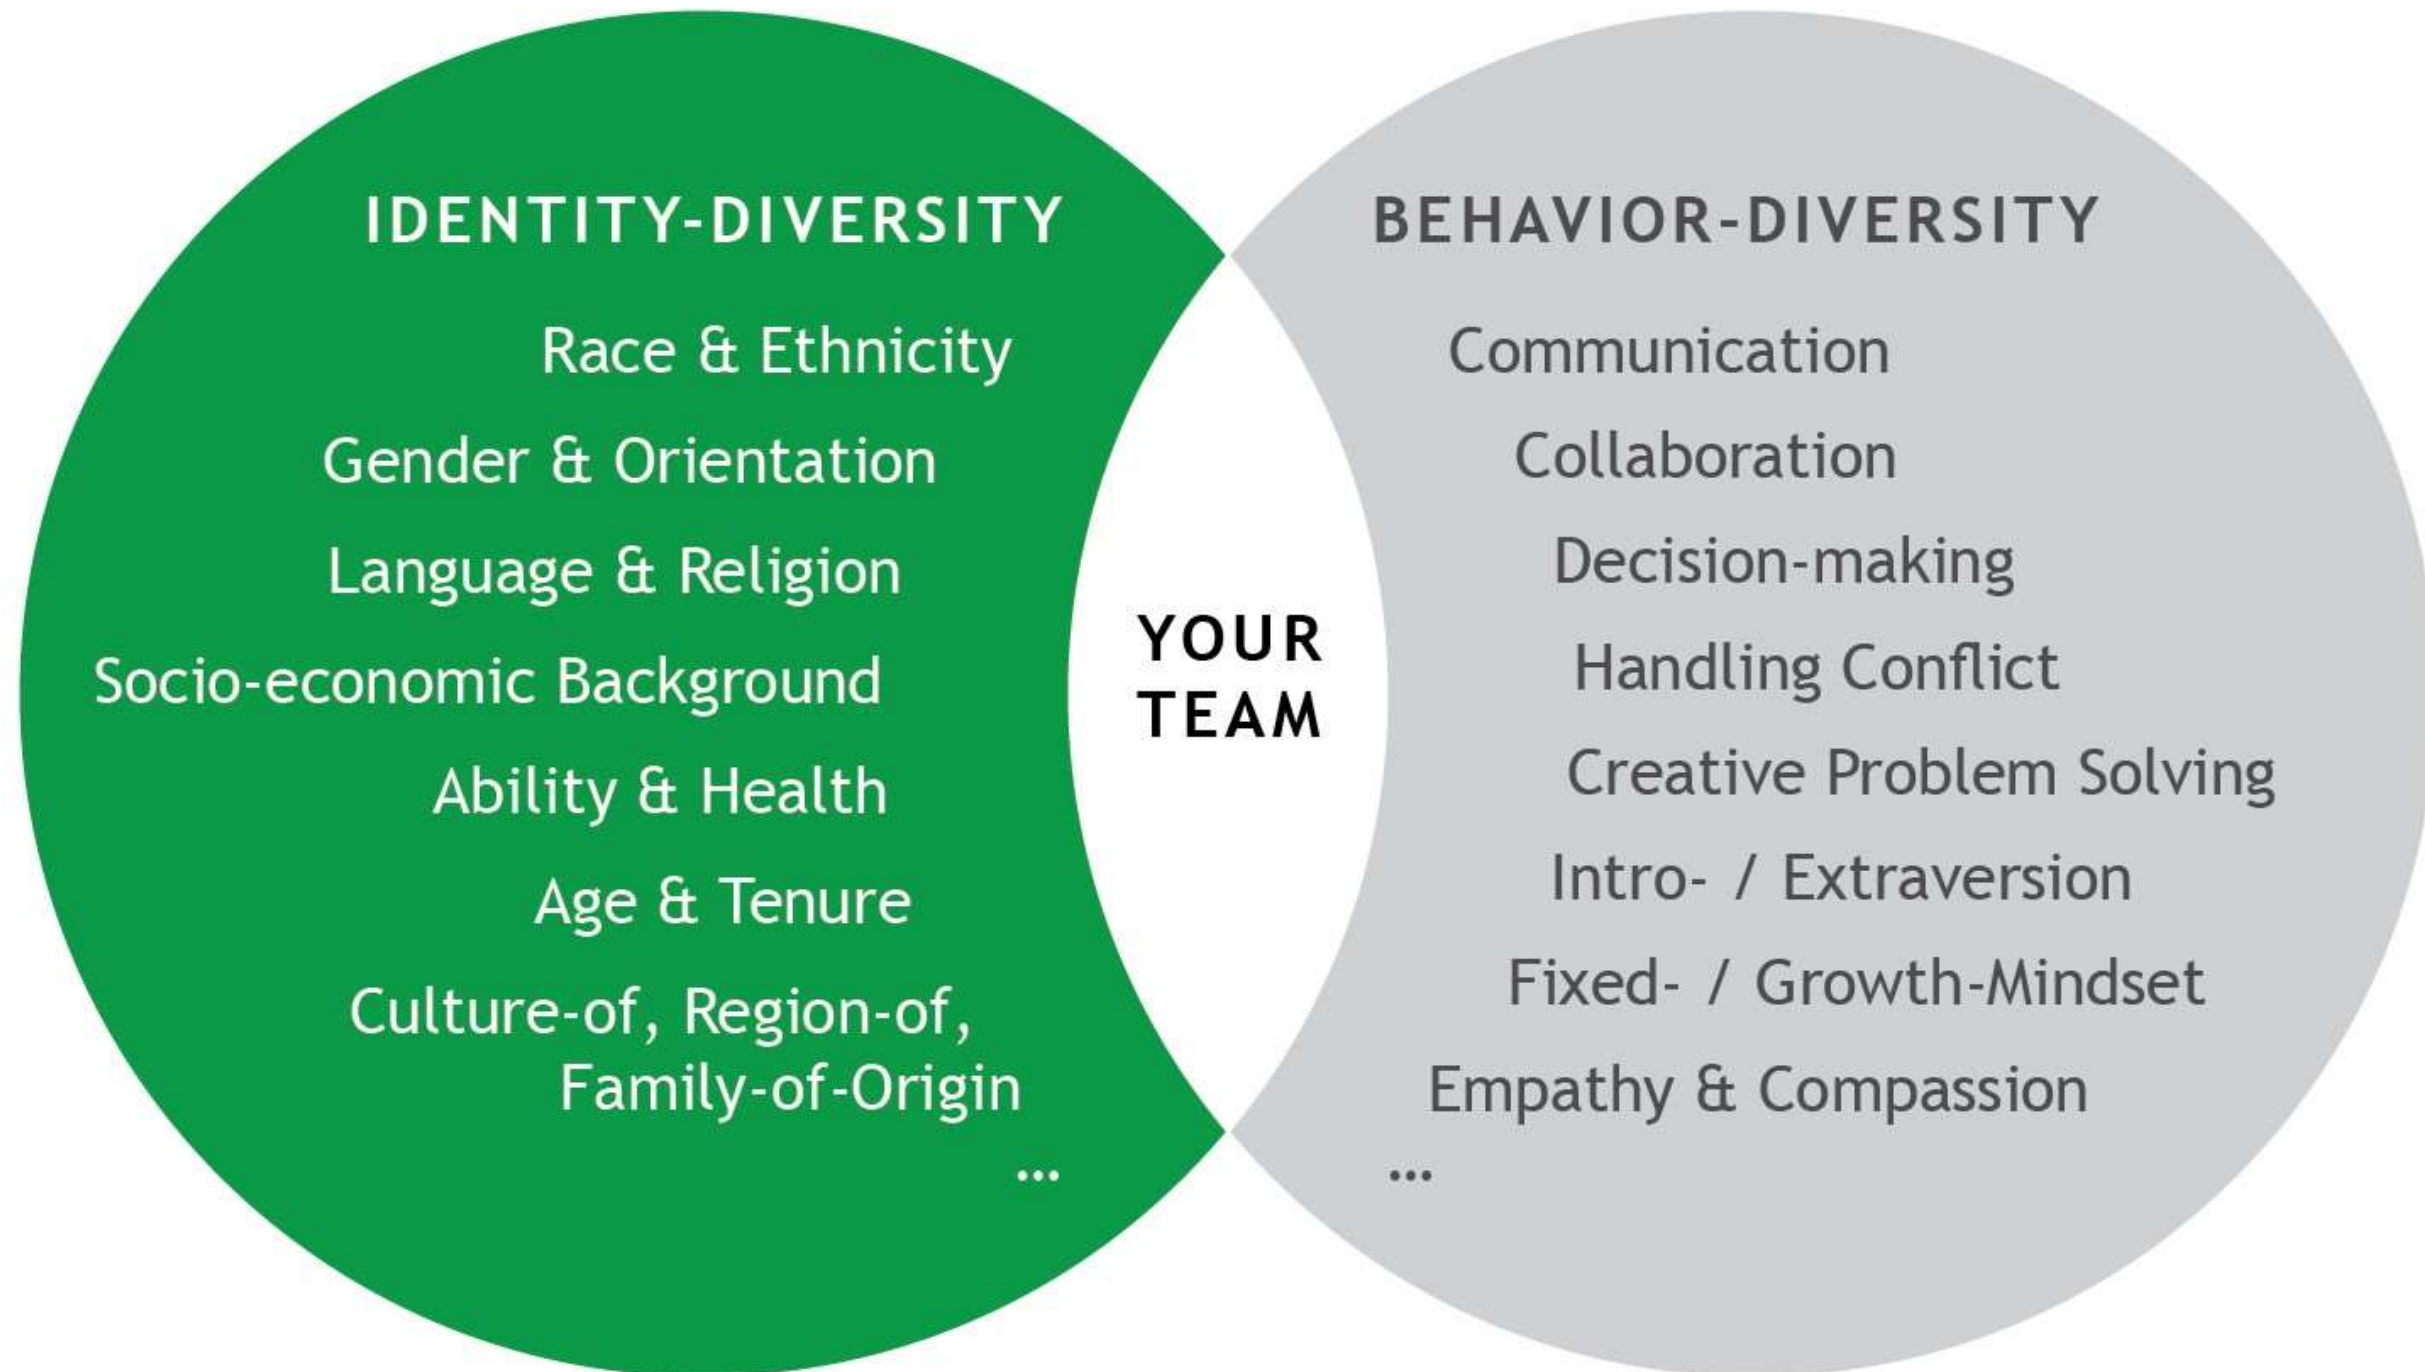 IDENTITY-DIVERSITY
Race & Ethnicity
Gender & Orientation
Language & Religion
Socio-economic Background
Ability & Health
Age & Tenure
Culture-of, Region-of,
Family-of-Origin
...
YOUR
TEAM
BEHAVIOR-DIVERSITY
Communication
Collaboration
Decision-making
Handling Conflict
Creative Problem Solving
Intro- / Extraversion
Fixed- / Growth-Mindset
Empathy & Compassion
...